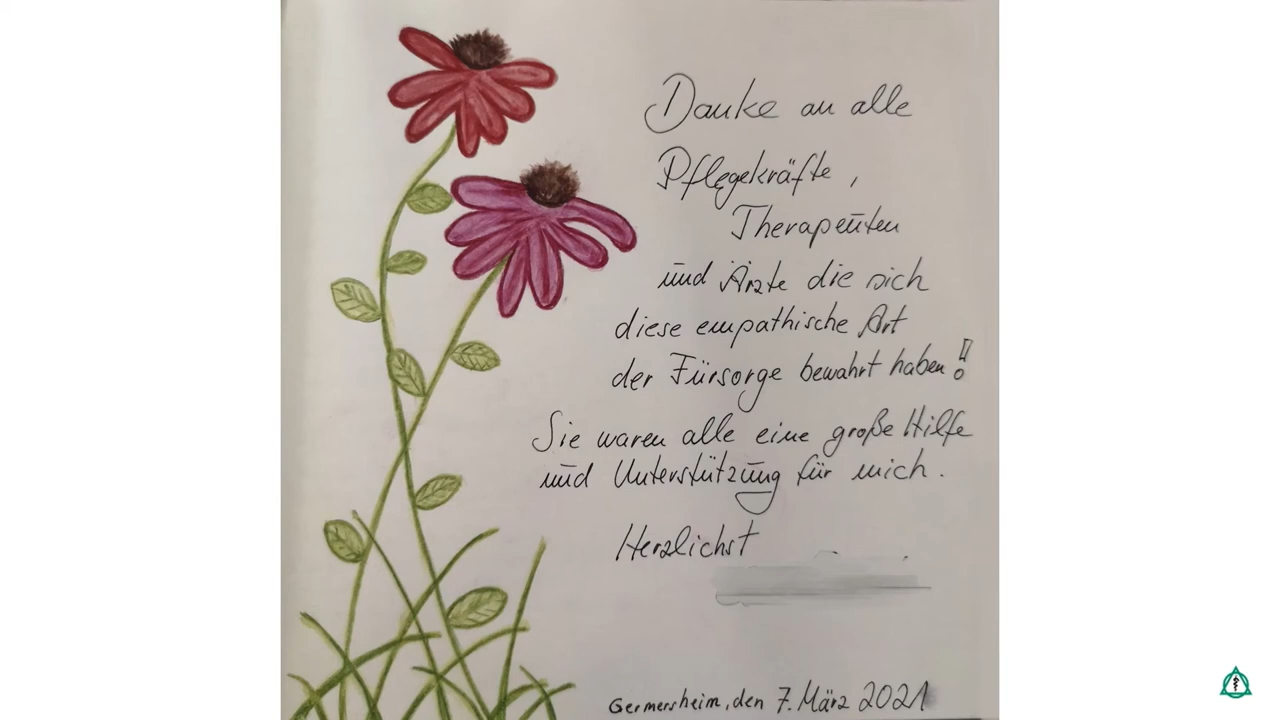 Danke an alle
Pflegekräfte,
Therapeuten
und Ärzte die sich
diese empathische Art
der Fürsorge bewahrt haben!
Sie waren alle eine große Hilfe
und Unterstützung für mich.
Herzlichst
Germersheim, den 7. März 2021